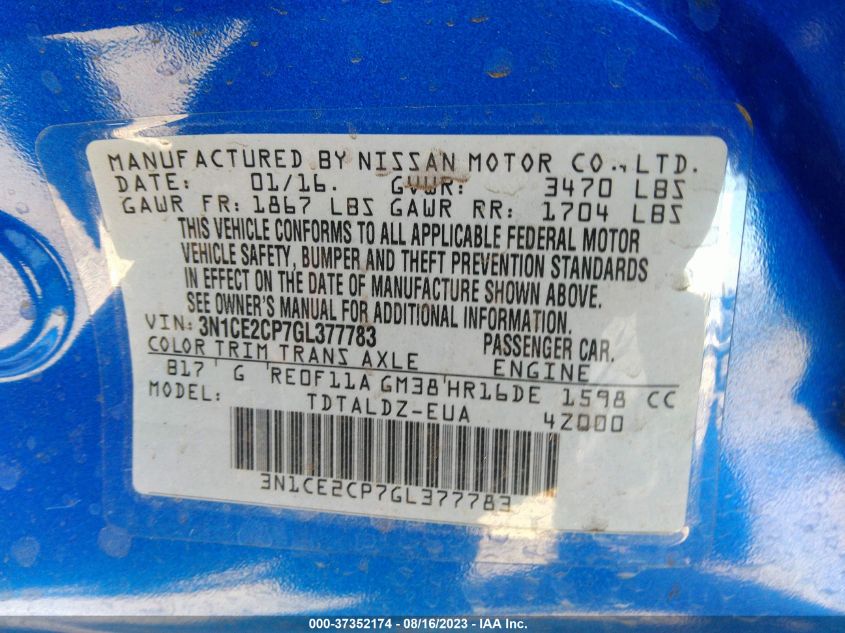 MANUFACTURED BY NISSAN MOTOR CO., LTD.
DATE: 01/16. GVWR: 3470 LBS
GAWR FR: 1867 LBS GAWR RR: 1704 LBS
THIS VEHICLE CONFORMS TO ALL APPLICABLE FEDERAL MOTOR
VEHICLE SAFETY, BUMPER AND THEFT PREVENTION STANDARDS
IN EFFECT ON THE DATE OF MANUFACTURE SHOWN ABOVE.
SEE OWNER'S MANUAL FOR ADDITIONAL INFORMATION.
VIN: 3N1CE2CP7GL377783 PASSENGER CAR.
COLOR TRIM TRANS AXLE ENGINE
B17 G RE0F11A GM38 HR16DE 1598 CC
MODEL: TDTALDZ-EUA 4Z000
3N1CE2CP7GL377783
000-37352174 - 08/16/2023 - IAA Inc.